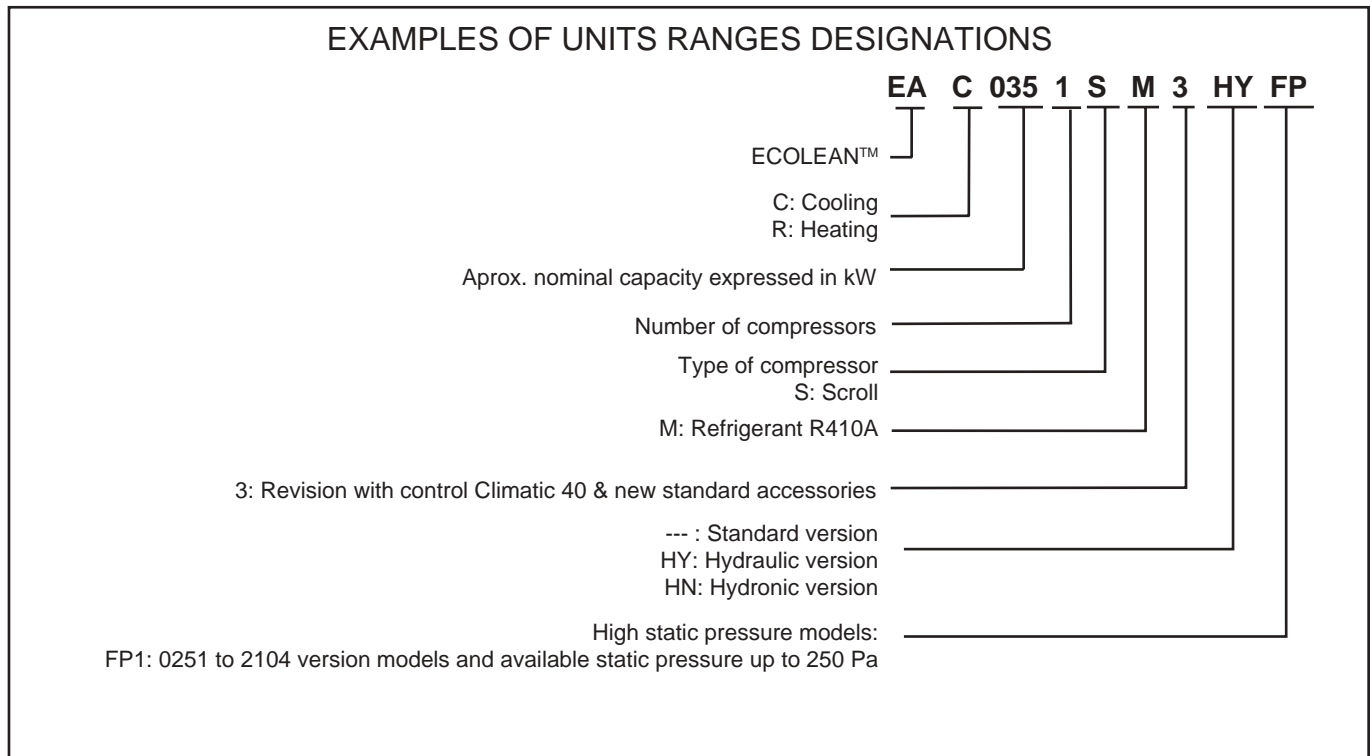 EXAMPLES OF UNITS RANGES DESIGNATIONS
EA C 035 1 S M 3 HY FP
ECOLEAN™
C: Cooling
R: Heating
Aprox. nominal capacity expressed in kW
Number of compressors
Type of compressor
S: Scroll
M: Refrigerant R410A
3: Revision with control Climatic 40 & new standard accessories
--- : Standard version
HY: Hydraulic version
HN: Hydronic version
High static pressure models:
FP1: 0251 to 2104 version models and available static pressure up to 250 Pa